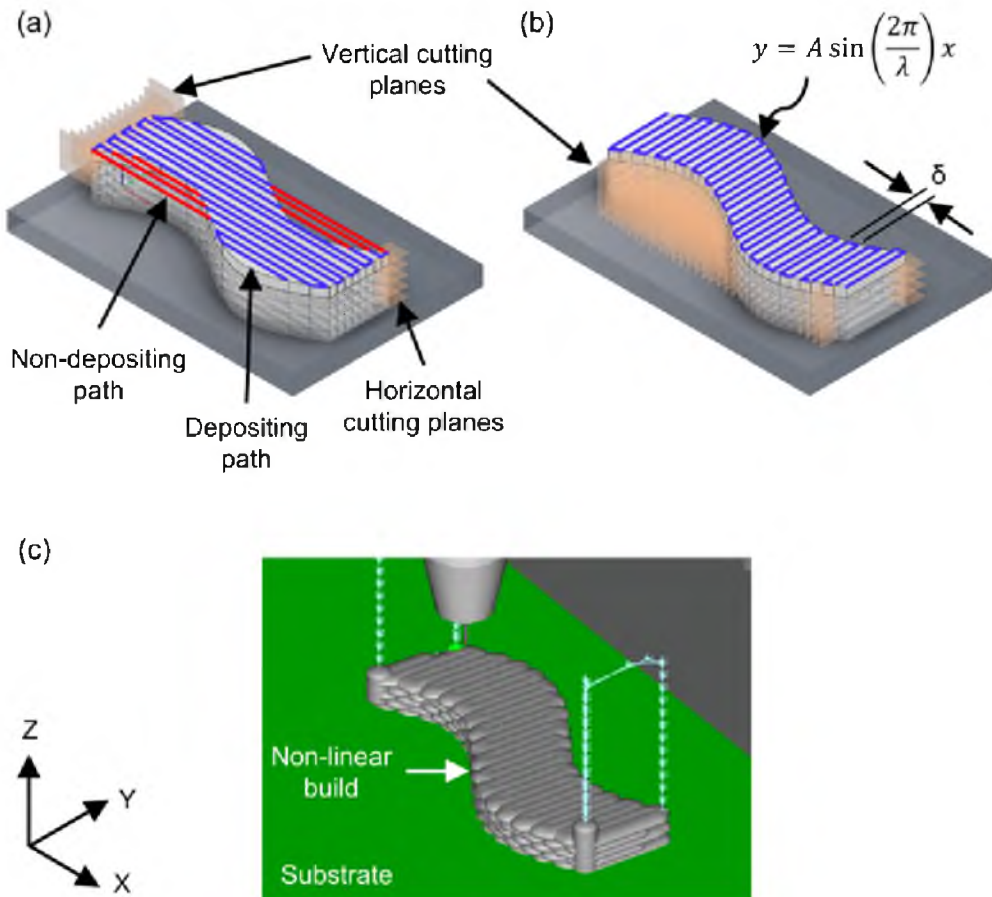 (a)
(b)
Vertical cutting
planes
y = A sin (2π/λ) x
δ
Non-depositing
path
Depositing
path
Horizontal
cutting planes
(c)
Z
Y
X
Non-linear
build
Substrate